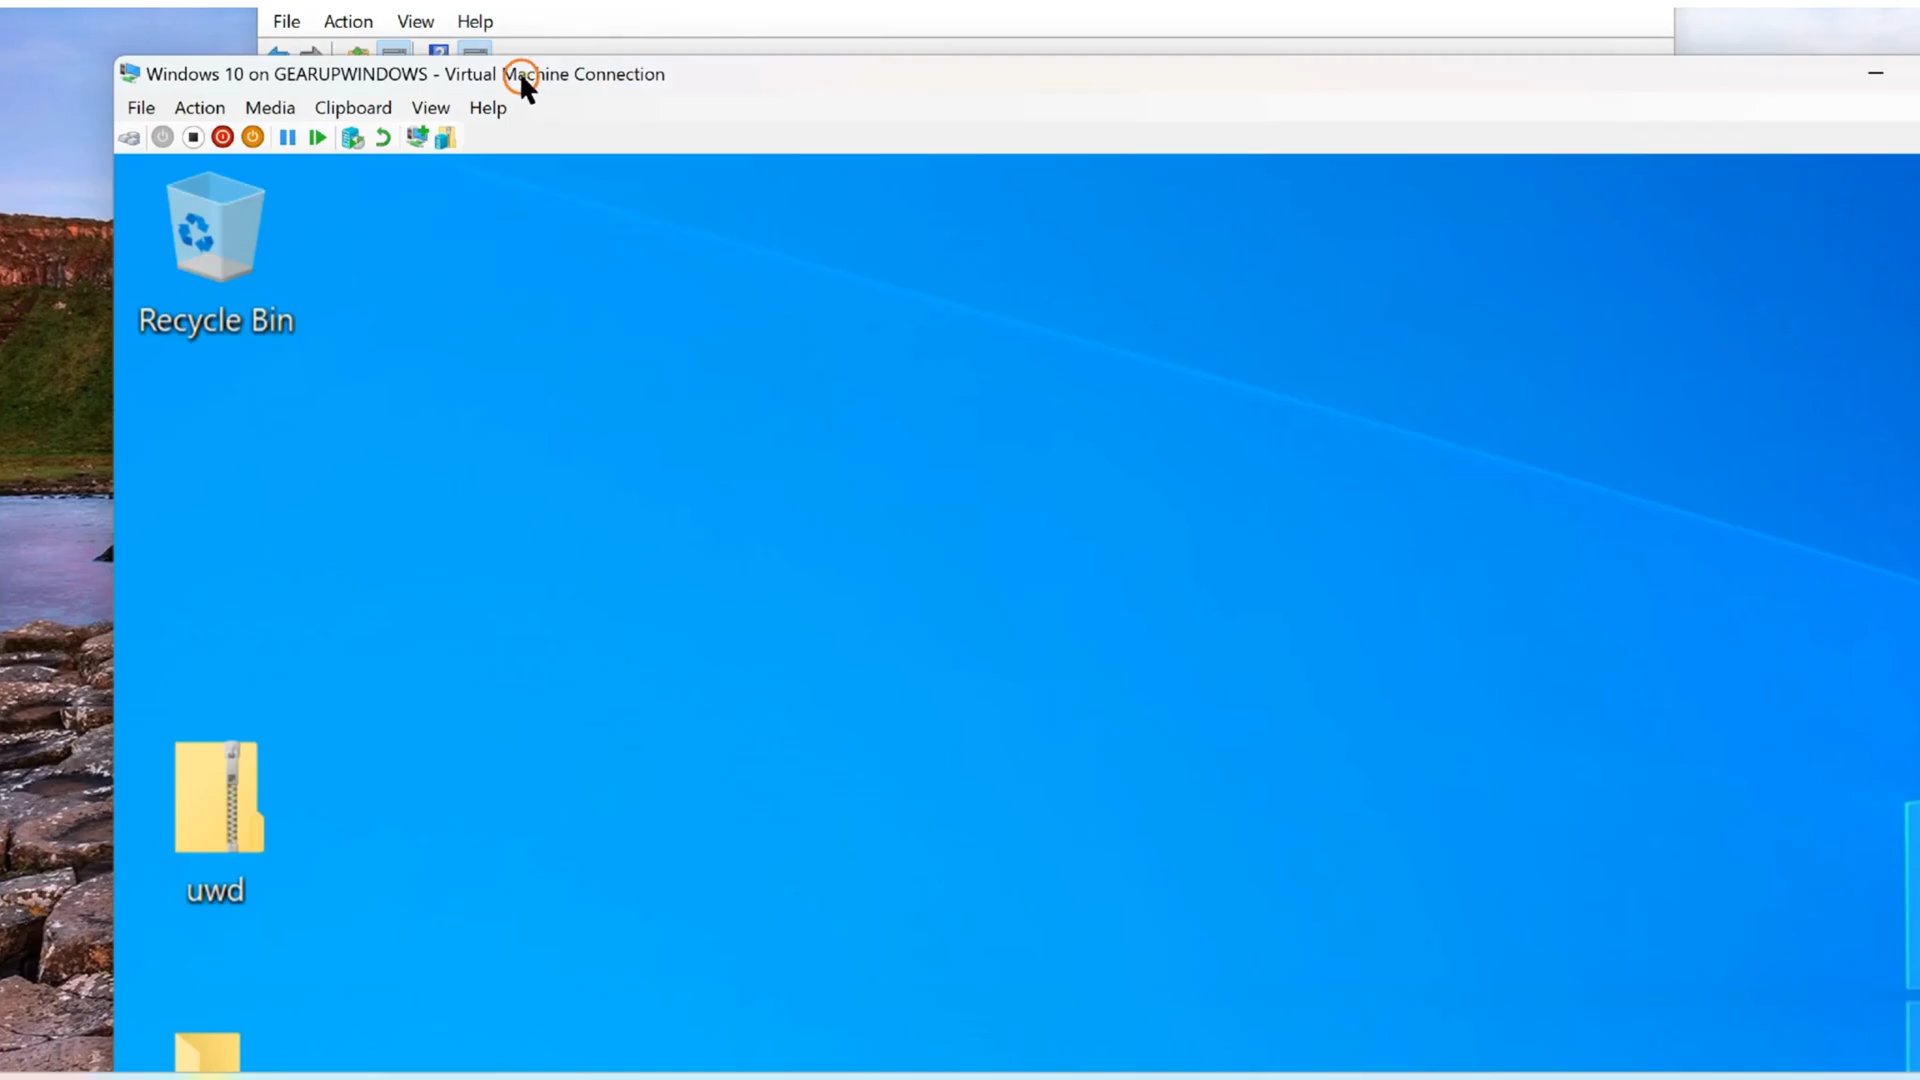 File Action View Help
Windows 10 on GEARUPWINDOWS - Virtual Machine Connection
File Action Media Clipboard View Help
Recycle Bin
uwd